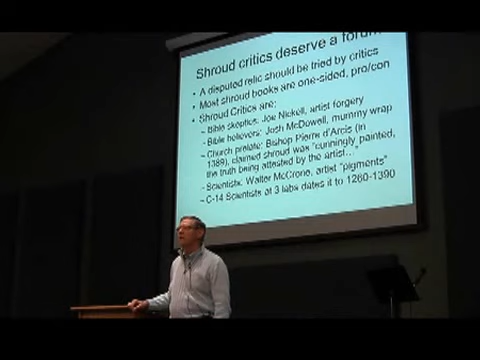 Shroud critics deserve a forum
• A disputed relic should be tried by critics
• Most shroud books are one-sided, pro/con
• Shroud Critics are:
– Bible skeptics: Joe Nickell, artist forgery
– Bible believers: Josh McDowell, mummy wrap
– Church prelate: Bishop Pierre d'Arcis (in
1389), claimed shroud was "cunningly painted,
the truth being attested by the artist.."
– Scientists: Walter McCrone, artist "pigments"
– C-14 Scientists at 3 labs dates it to 1260-1390